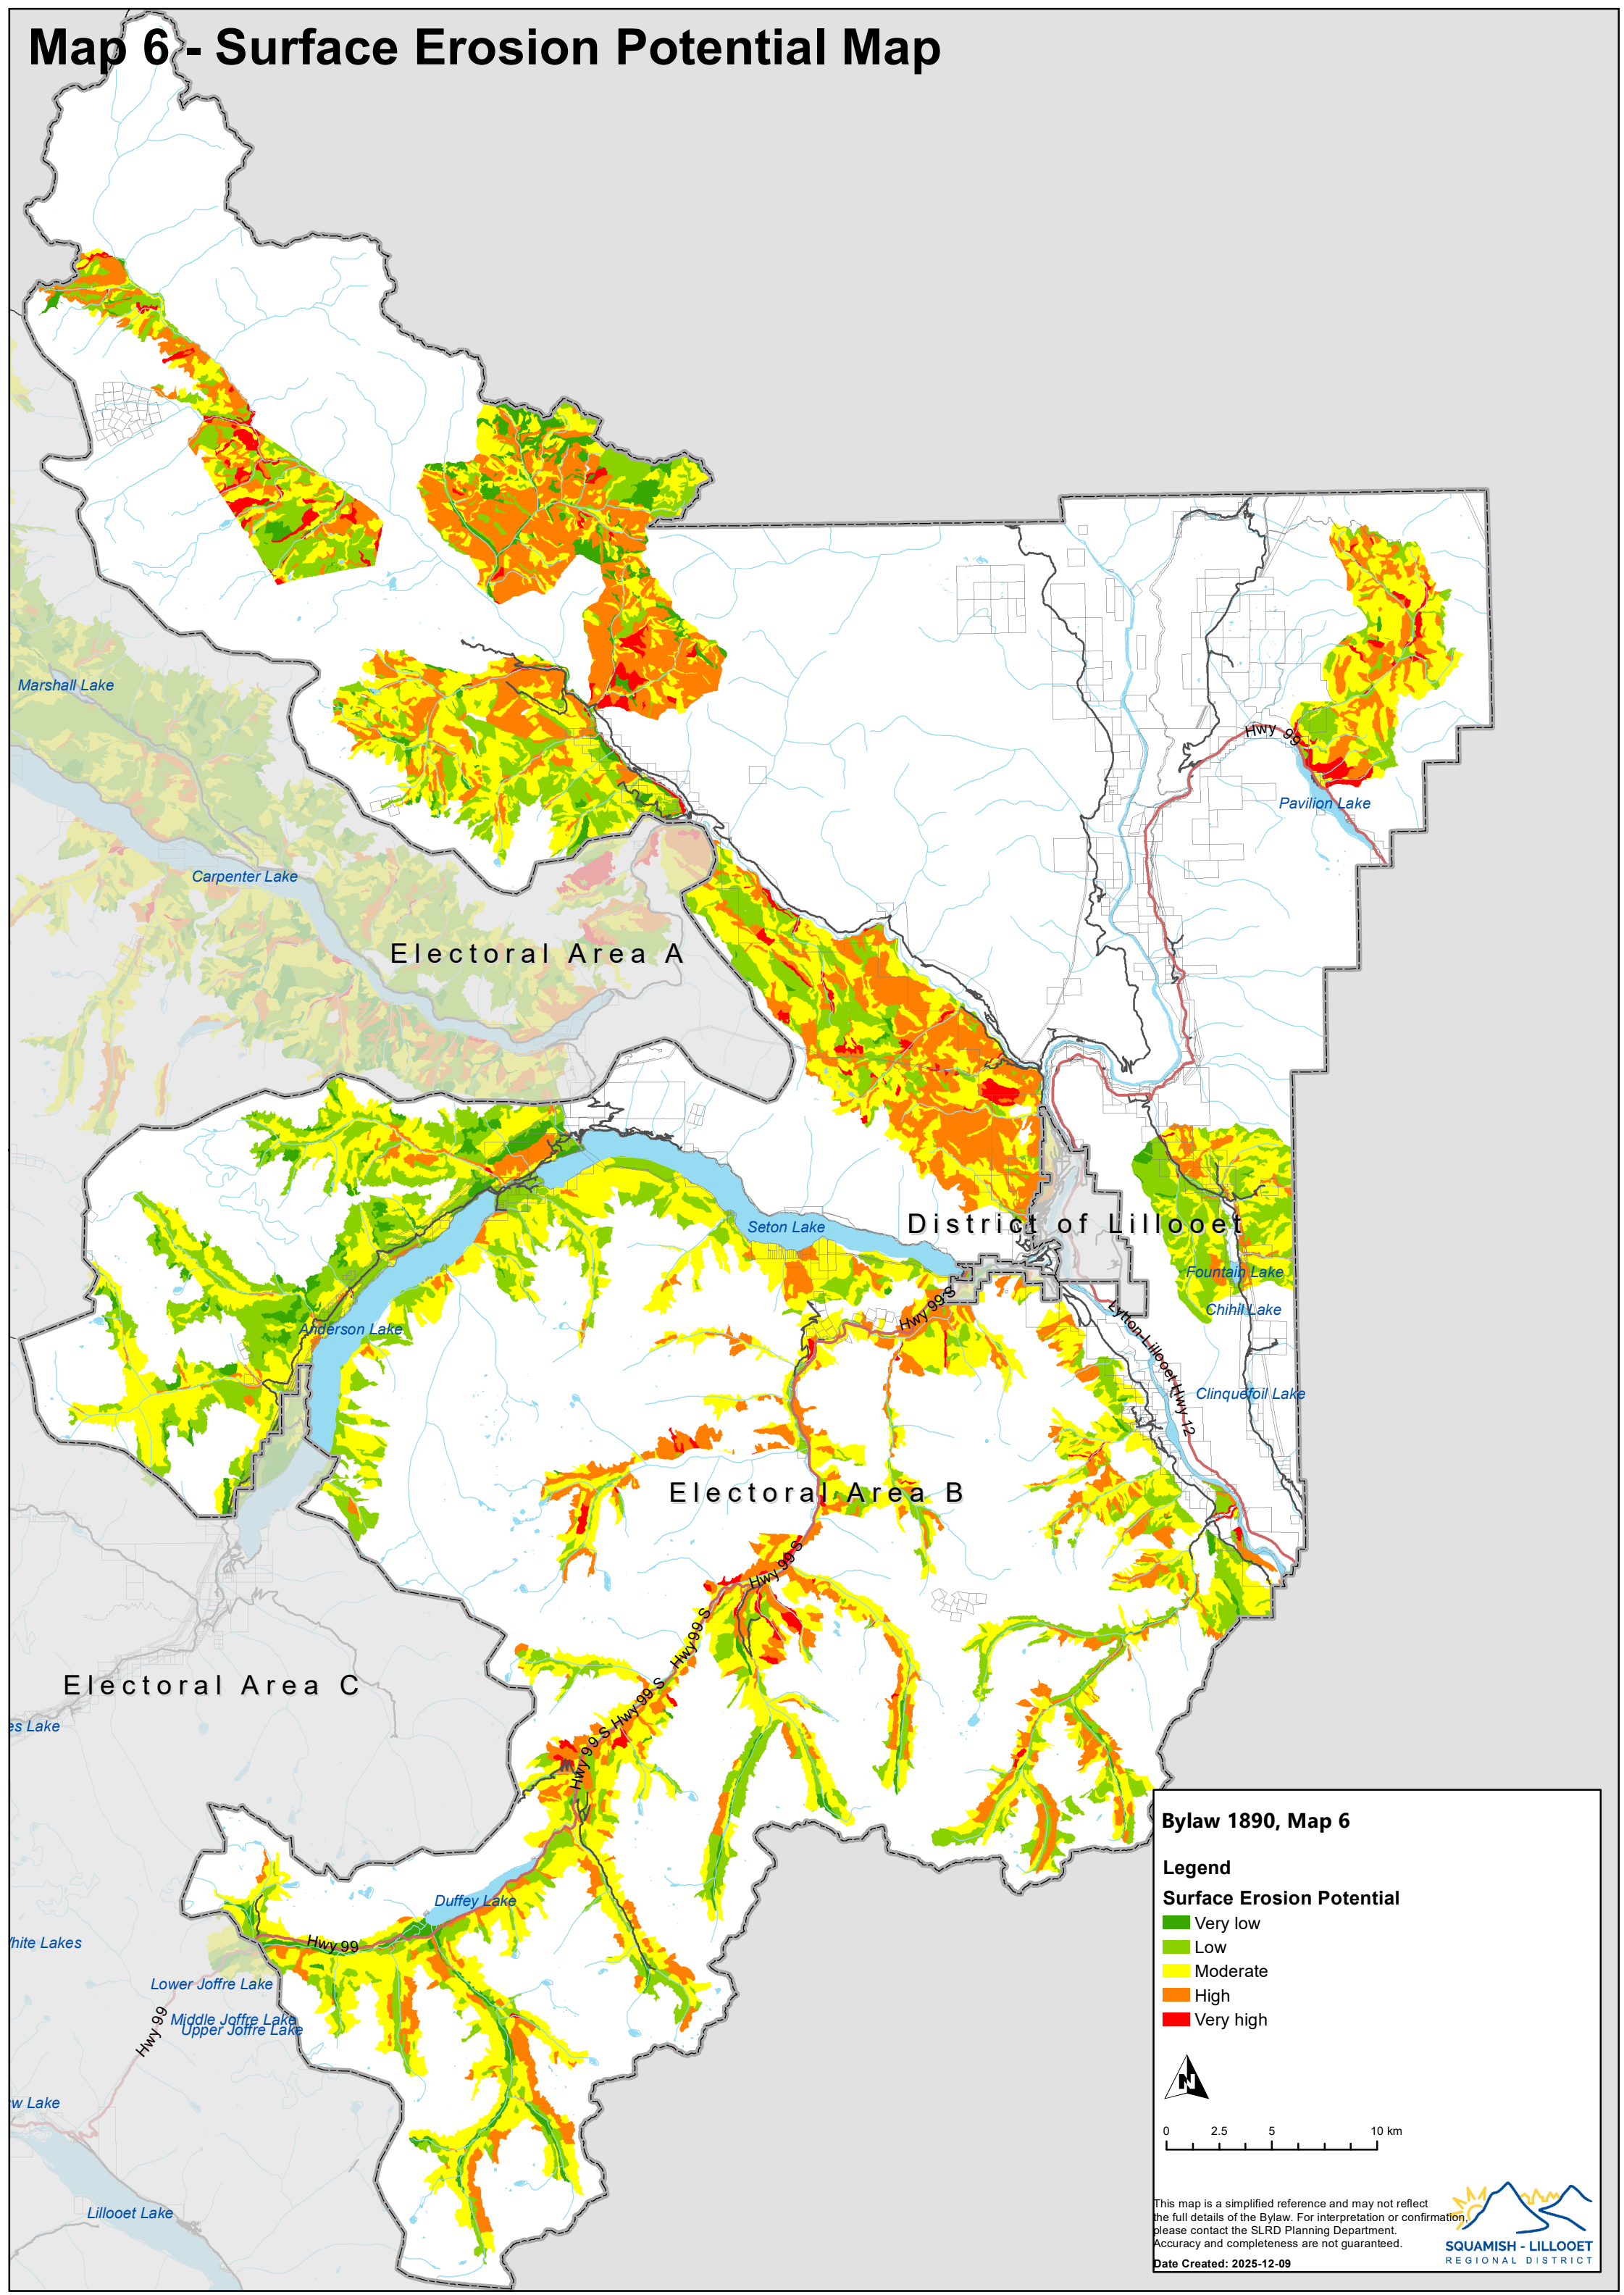 Map 6 - Surface Erosion Potential Map
Marshall Lake
Hwy 99
Pavilion Lake
Carpenter Lake
Electoral Area A
Seton Lake
District of Lillooet
Fountain Lake
Hwy 99 S
Chihil Lake
Anderson Lake
Lytton-Lillooet Hwy 12
Clinquefoil Lake
Electoral Area B
Hwy 99 S
Hwy 99 S
Electoral Area C
Hwy 99 S
es Lake
Hwy 99 S
Duffey Lake
Hwy 99
hite Lakes
Lower Joffre Lake
Middle Joffre Lake
Upper Joffre Lake
Hwy 99
w Lake
Lillooet Lake
Bylaw 1890, Map 6
Legend
Surface Erosion Potential
Very low
Low
Moderate
High
Very high
N
0 2.5 5 10 km
This map is a simplified reference and may not reflect
the full details of the Bylaw. For interpretation or confirmation,
please contact the SLRD Planning Department.
Accuracy and completeness are not guaranteed.
Date Created: 2025-12-09
SQUAMISH - LILLOOET
REGIONAL DISTRICT